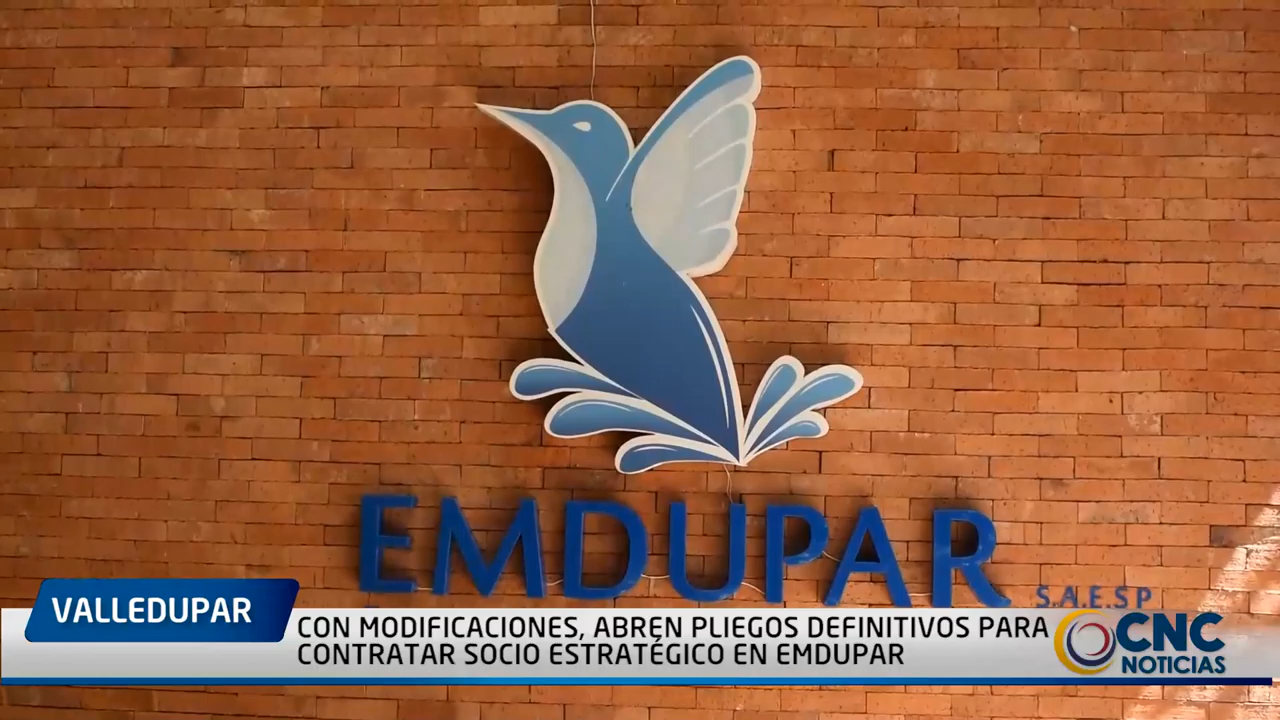 EMDUPAR
S.A.E.S.P
VALLEDUPAR
CON MODIFICACIONES, ABREN PLIEGOS DEFINITIVOS PARA
CONTRATAR SOCIO ESTRATÉGICO EN EMDUPAR
CNC
NOTICIAS